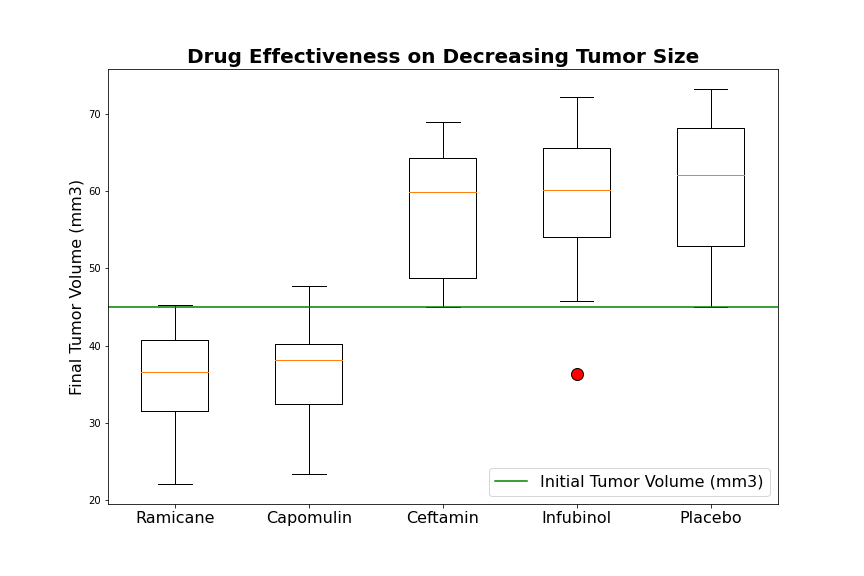 Drug Effectiveness on Decreasing Tumor Size
Final Tumor Volume (mm3)
70
60
50
40
30
20
Initial Tumor Volume (mm3)
Ramicane Capomulin Ceftamin Infubinol Placebo